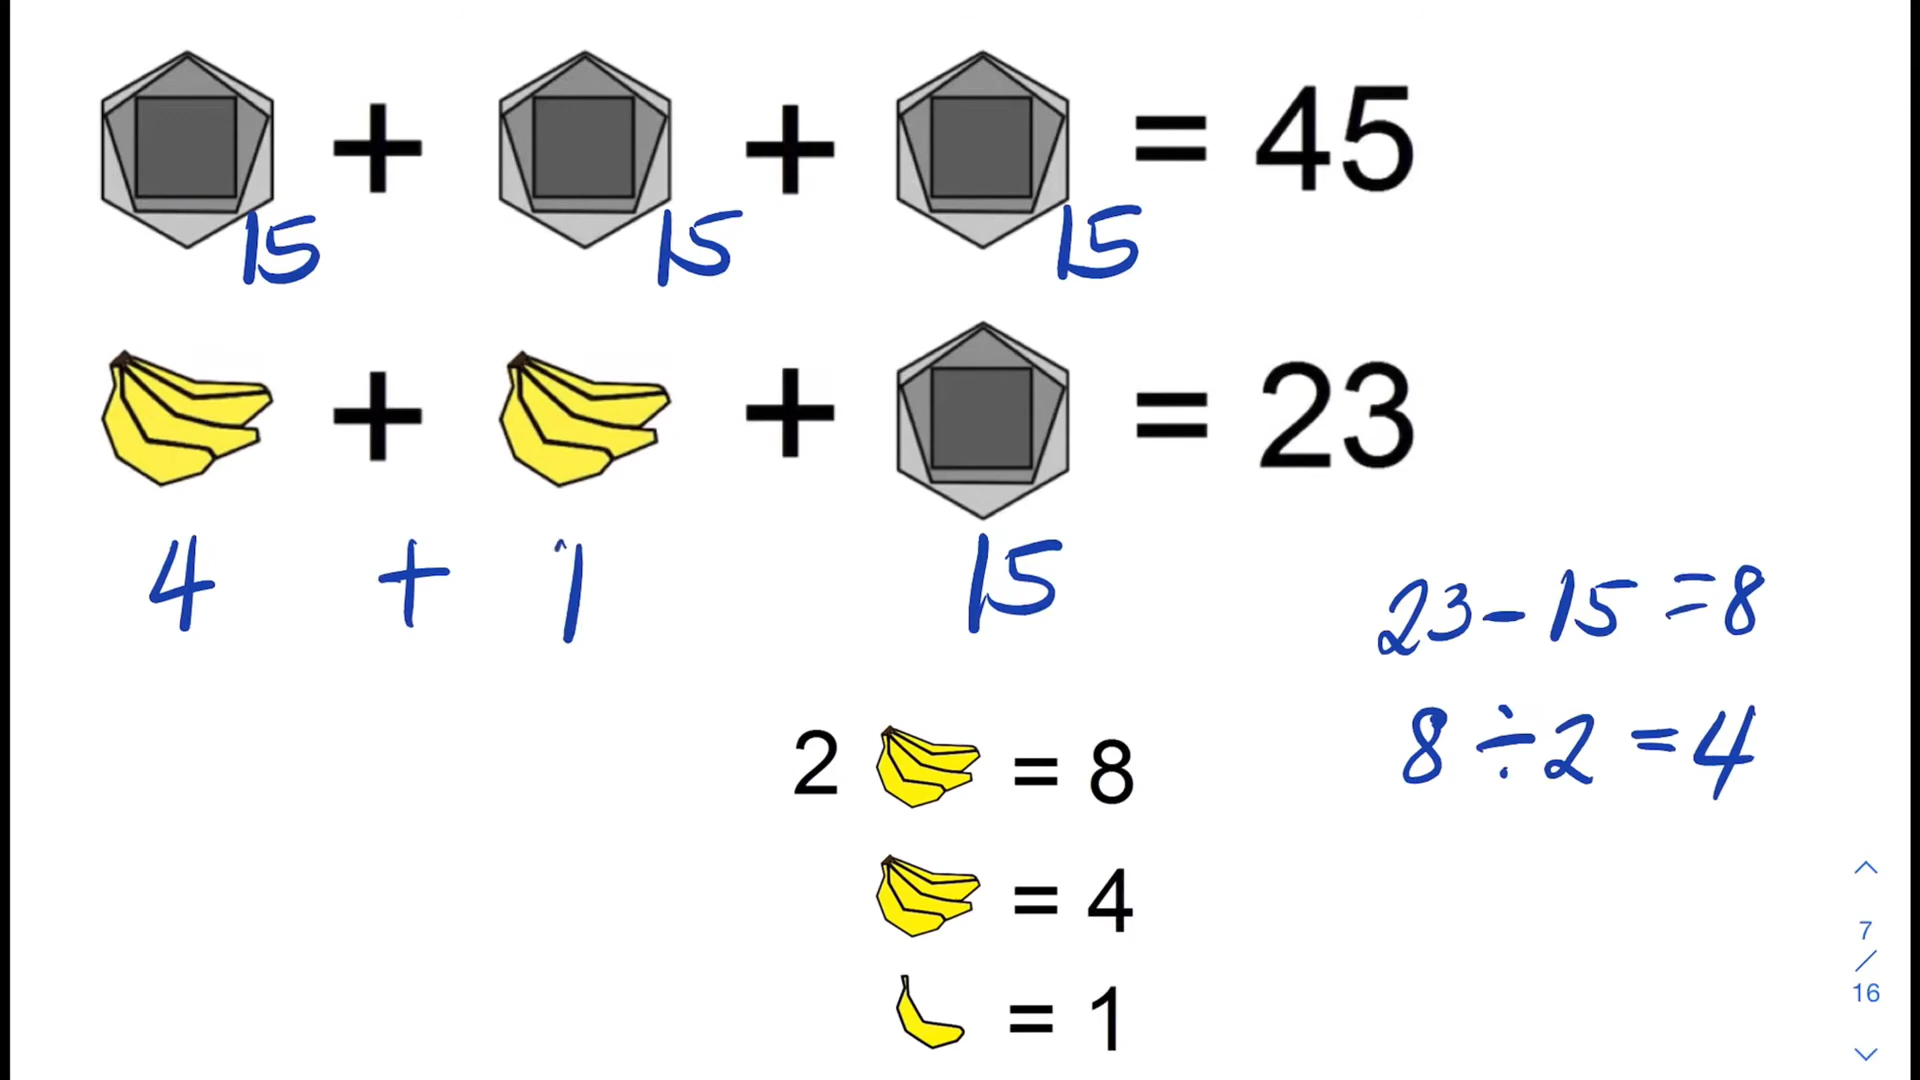 + + = 45
15 15 15
+ + = 23
4 + 1 15
23 - 15 = 8
2 = 8
8 ÷ 2 = 4
= 4
= 1
7
/
16